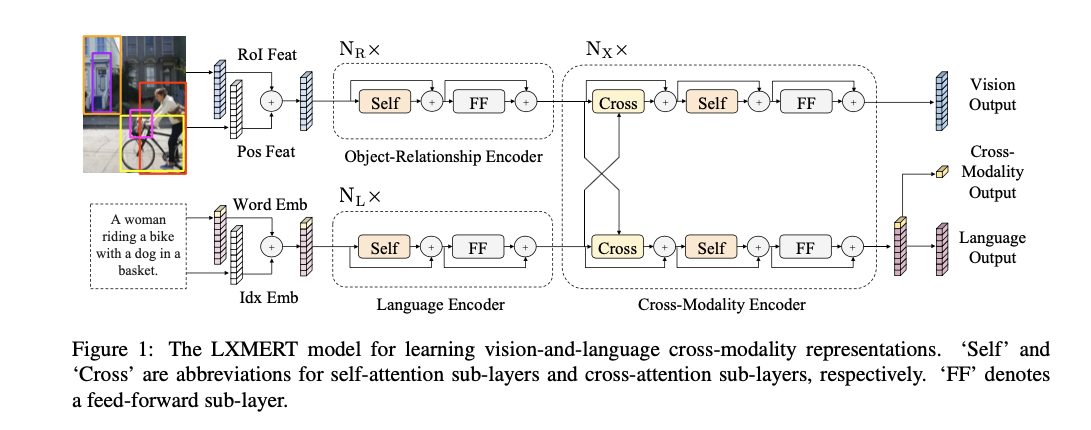 RoI Feat
Pos Feat
N_R×
Self
+
FF
+
Object-Relationship Encoder
A woman
riding a bike
with a dog in a
basket.
Word Emb
Idx Emb
+
+
N_L×
Self
+
FF
+
Language Encoder
N_X×
Cross
+
Self
+
FF
+
Cross
+
Self
+
FF
+
Cross-Modality Encoder
Vision
Output
Cross-
Modality
Output
Language
Output
Figure 1: The LXMERT model for learning vision-and-language cross-modality representations. ‘Self’ and
‘Cross’ are abbreviations for self-attention sub-layers and cross-attention sub-layers, respectively. ‘FF’ denotes
a feed-forward sub-layer.